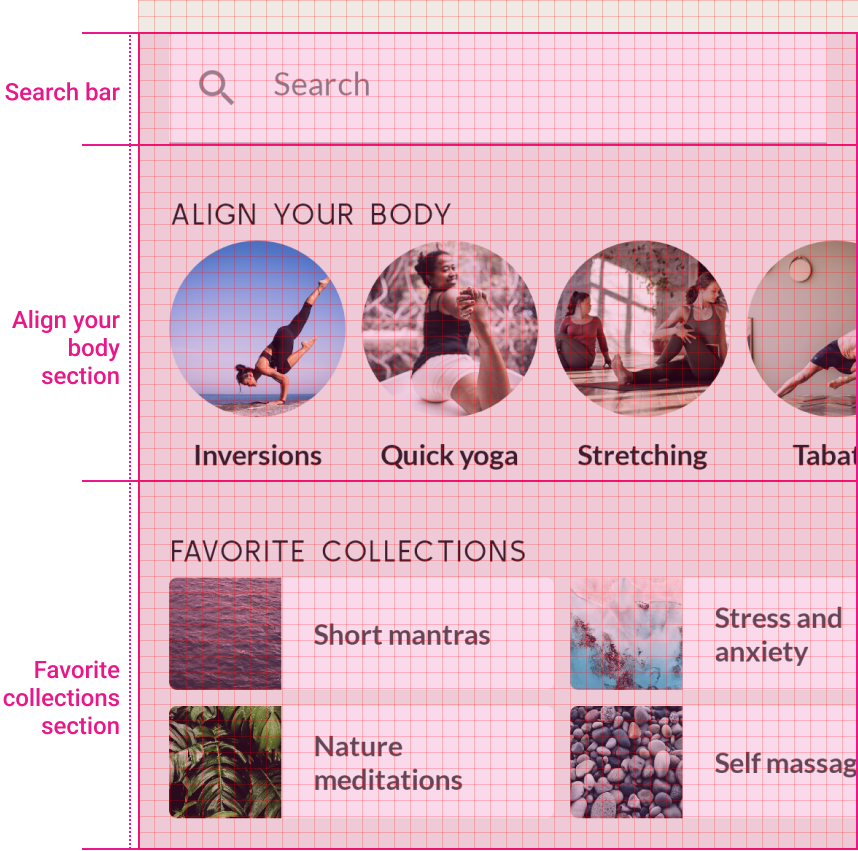 Search bar
Search
Align your
body
section
ALIGN YOUR BODY
Inversions
Quick yoga
Stretching
Tabat
Favorite
collections
section
FAVORITE COLLECTIONS
Short mantras
Stress and
anxiety
Nature
meditations
Self massag